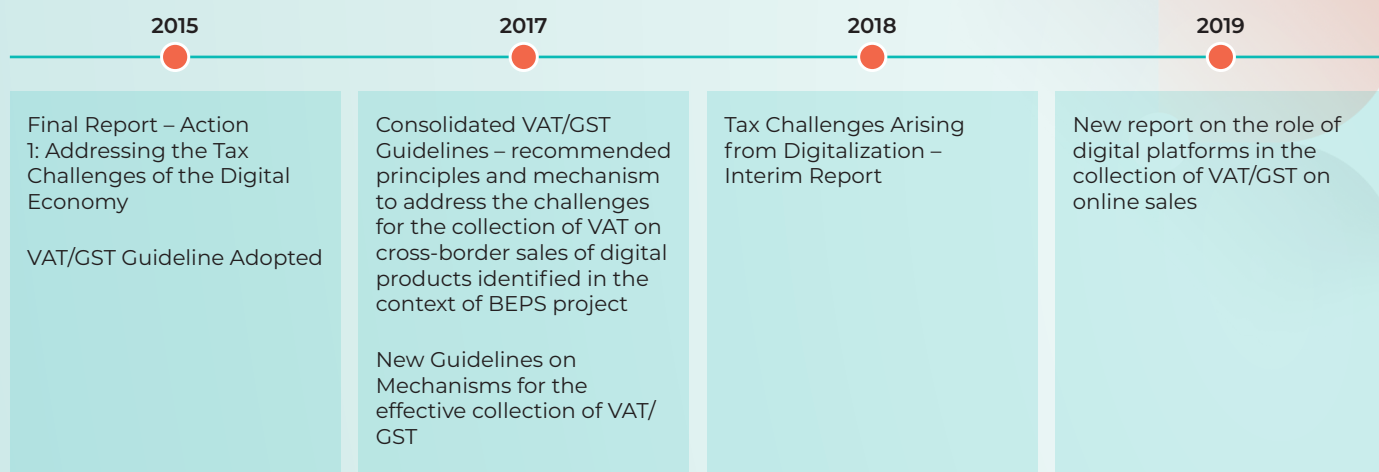 2015
Final Report – Action
1: Addressing the Tax
Challenges of the Digital
Economy
VAT/GST Guideline Adopted
2017
Consolidated VAT/GST
Guidelines – recommended
principles and mechanism
to address the challenges
for the collection of VAT on
cross-border sales of digital
products identified in the
context of BEPS project
New Guidelines on
Mechanisms for the
effective collection of VAT/
GST
2018
Tax Challenges Arising
from Digitalization –
Interim Report
2019
New report on the role of
digital platforms in the
collection of VAT/GST on
online sales